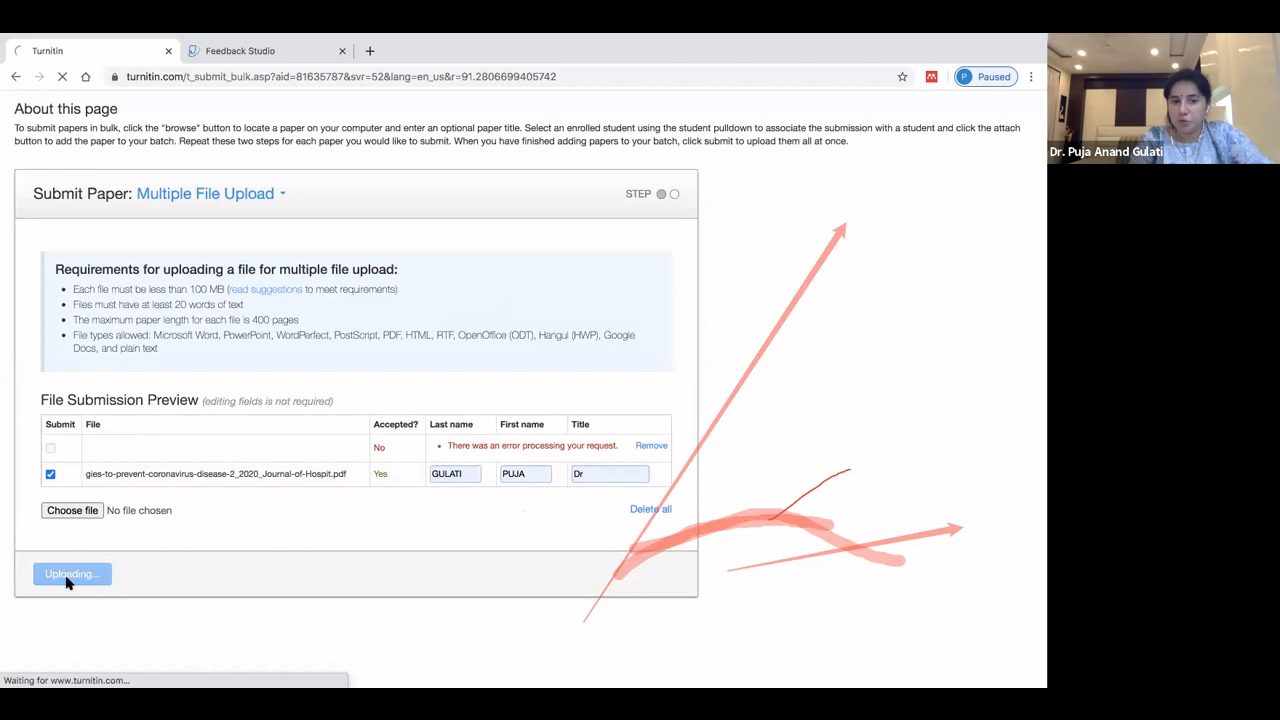 Turnitin
Feedback Studio
turnitin.com/t_submit_bulk.asp?aid=81635787&svr=52&lang=en_us&r=91.2806699405742
P Paused
About this page
To submit papers in bulk, click the "browse" button to locate a paper on your computer and enter an optional paper title. Select an enrolled student using the student pulldown to associate the submission with a student and click the attach
button to add the paper to your batch. Repeat these two steps for each paper you would like to submit. When you have finished adding papers to your batch, click submit to upload them all at once.
Dr. Puja Anand Gulati
Submit Paper: Multiple File Upload
STEP
Requirements for uploading a file for multiple file upload:
Each file must be less than 100 MB (read suggestions to meet requirements)
Files must have at least 20 words of text
The maximum paper length for each file is 400 pages
File types allowed: Microsoft Word, PowerPoint, WordPerfect, PostScript, PDF, HTML, RTF, OpenOffice (ODT), Hangul (HWP), Google
Docs, and plain text
File Submission Preview (editing fields is not required)
Submit File Accepted? Last name First name Title
No • There was an error processing your request. Remove
gies-to-prevent-coronavirus-disease-2_2020_Journal-of-Hospit.pdf Yes GULATI PUJA Dr
Choose file No file chosen
Delete all
Uploading...
Waiting for www.turnitin.com...